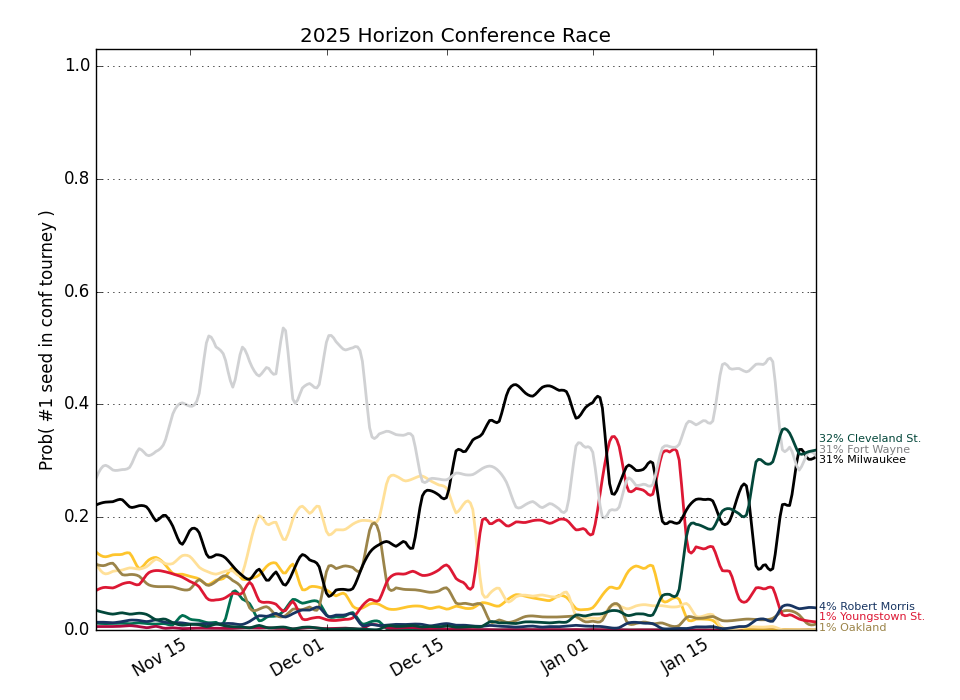 2025 Horizon Conference Race
Prob( #1 seed in conf tourney )
1.0
0.8
0.6
0.4
0.2
0.0
Nov 15
Dec 01
Dec 15
Jan 01
Jan 15
32% Cleveland St.
31% Fort Wayne
31% Milwaukee
4% Robert Morris
1% Youngstown St.
1% Oakland